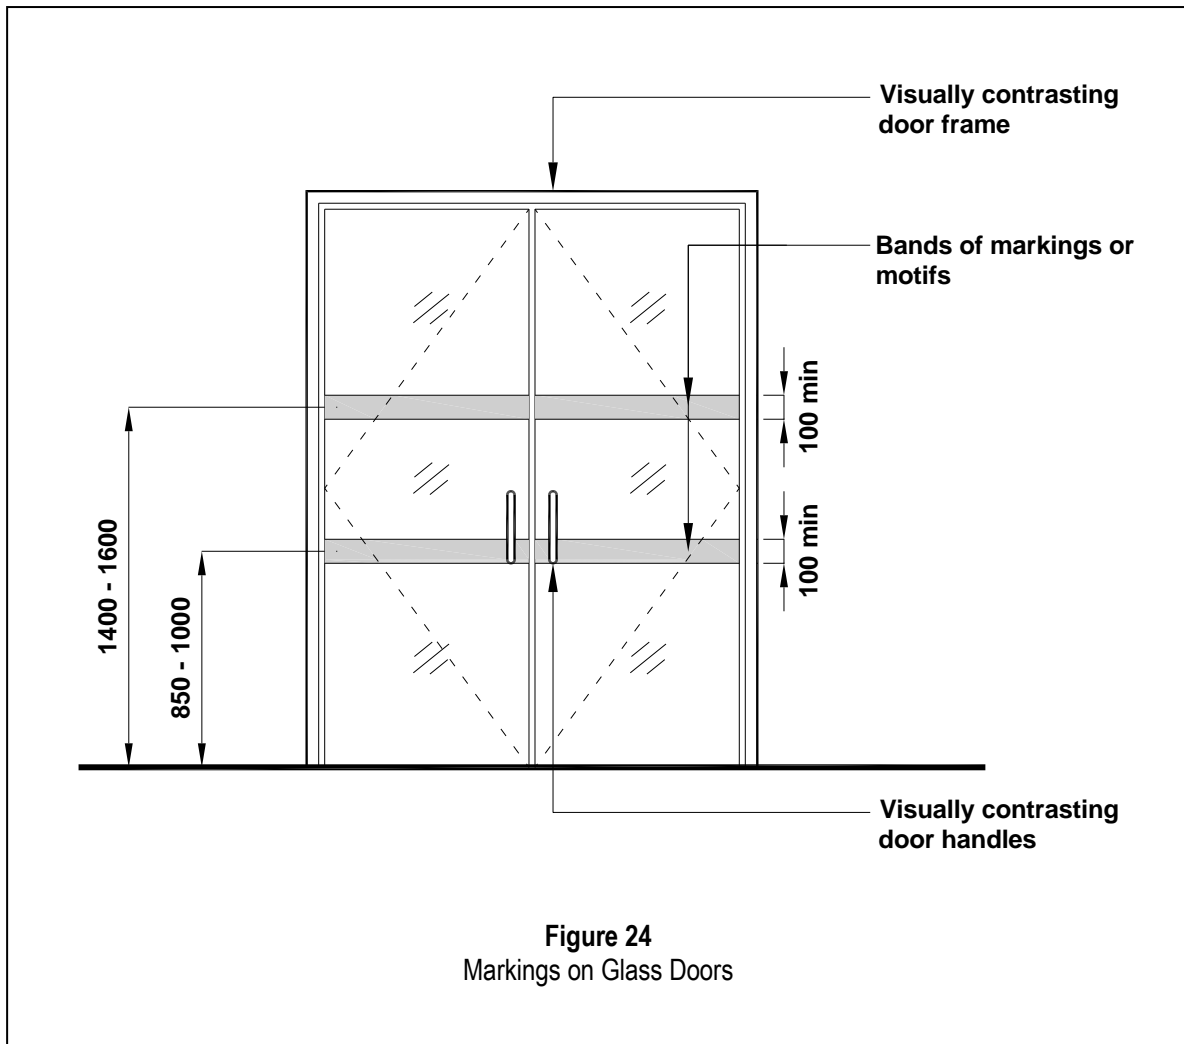 Visually contrasting
door frame
Bands of markings or
motifs
100 min
100 min
1400 - 1600
850 - 1000
Visually contrasting
door handles
Figure 24
Markings on Glass Doors